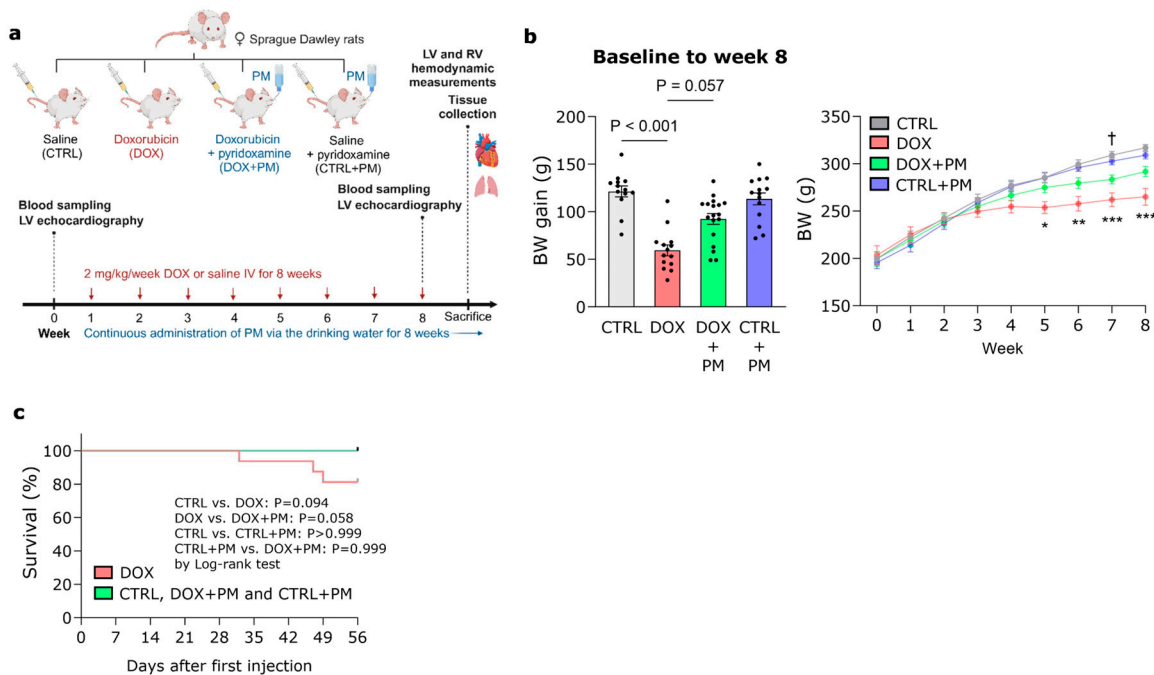 a
♀ Sprague Dawley rats
PM
PM
Saline
(CTRL)
Doxorubicin
(DOX)
Doxorubicin
+ pyridoxamine
(DOX+PM)
Saline
+ pyridoxamine
(CTRL+PM)
LV and RV
hemodynamic
measurements
Tissue
collection
Blood sampling
LV echocardiography
Blood sampling
LV echocardiography
2 mg/kg/week DOX or saline IV for 8 weeks
0 1 2 3 4 5 6 7 8 Sacrifice
Week
Continuous administration of PM via the drinking water for 8 weeks
b
Baseline to week 8
P = 0.057
P < 0.001
BW gain (g)
200
150
100
50
0
CTRL
DOX
DOX
+
PM
CTRL
+
PM
BW (g)
350
300
250
200
150
CTRL
DOX
DOX+PM
CTRL+PM
†
* ** *** ***
0 1 2 3 4 5 6 7 8
Week
c
Survival (%)
100
80
60
40
20
0
CTRL vs. DOX: P=0.094
DOX vs. DOX+PM: P=0.058
CTRL vs. CTRL+PM: P>0.999
CTRL+PM vs. DOX+PM: P=0.999
by Log-rank test
DOX
CTRL, DOX+PM and CTRL+PM
0 7 14 21 28 35 42 49 56
Days after first injection